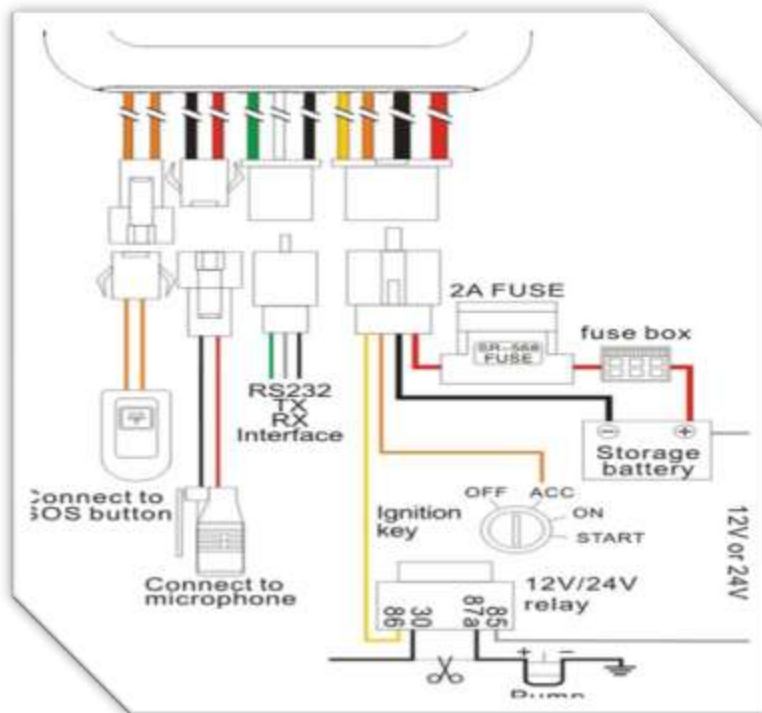 2A FUSE
SR-568
FUSE
fuse box
RS232
TX
RX
Interface
Storage
battery
Connect to
SOS button
OFF
ACC
ON
START
Ignition
key
12V or 24V
Connect to
microphone
12V/24V
relay
86
30
87a
85
+
−
Pump